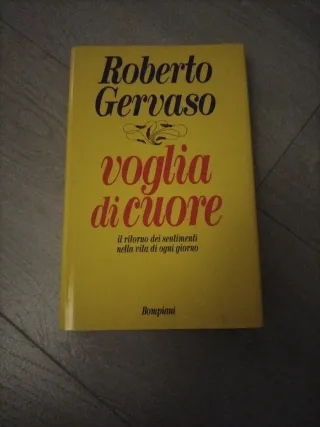 Roberto
Gervaso
voglia
di cuore
il ritorno dei sentimenti
nella vita di ogni giorno
Bompiani